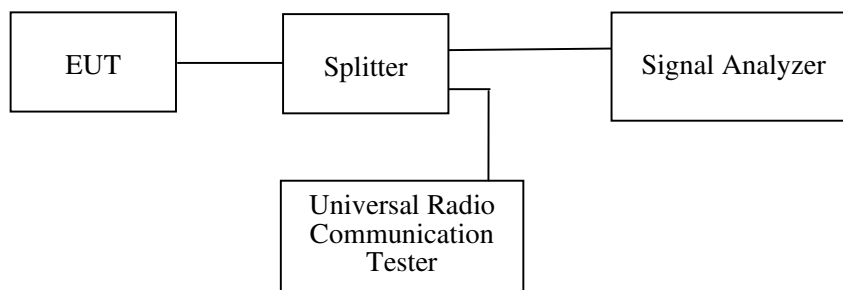 EUT
Splitter
Signal Analyzer
Universal Radio
Communication
Tester